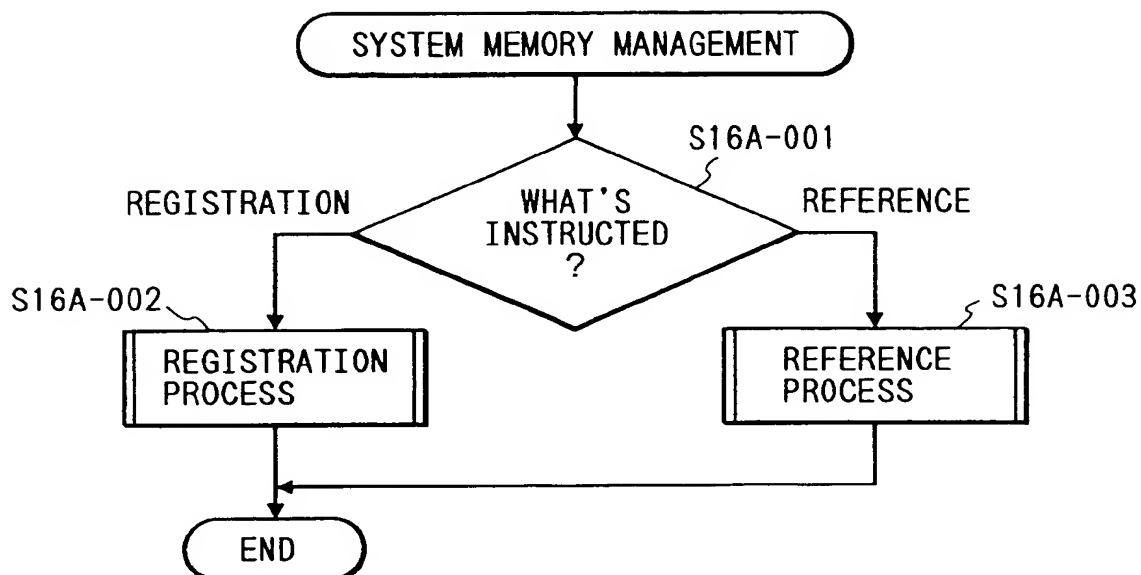 SYSTEM MEMORY MANAGEMENT
S16A-001
REGISTRATION
WHAT'S
INSTRUCTED
?
REFERENCE
S16A-002
REGISTRATION
PROCESS
S16A-003
REFERENCE
PROCESS
END